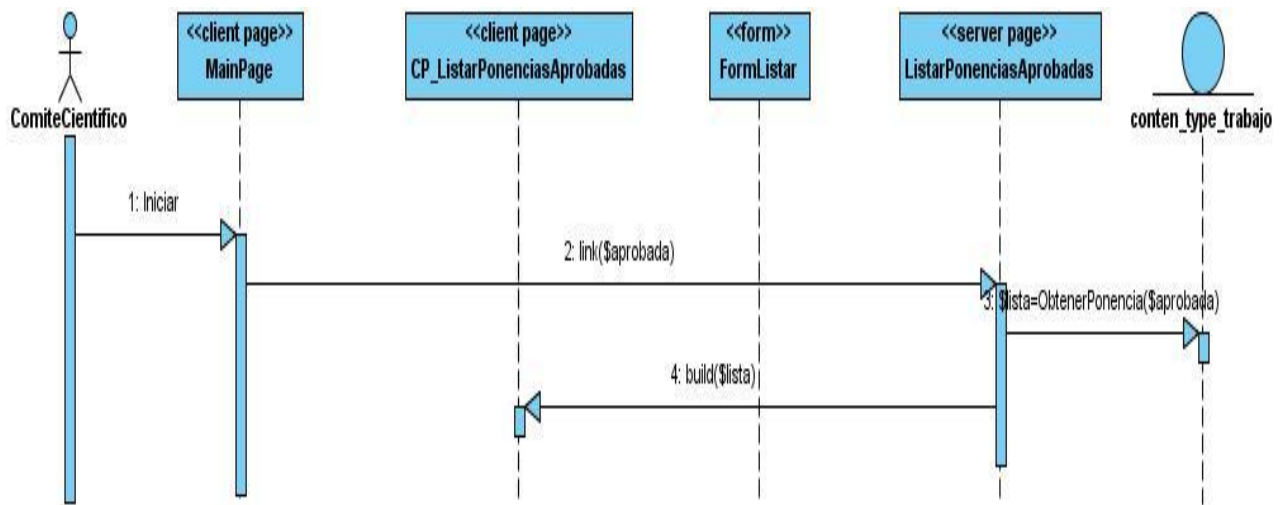 <<client page>>
MainPage
<<client page>>
CP_ListarPonenciasAprobadas
<<form>>
FormListar
<<server page>>
ListarPonenciasAprobadas
ComiteCientifico
conten_type_trabajo
1: Iniciar
2: link($aprobada)
3: $lista=ObtenerPonencia($aprobada)
4: build($lista)